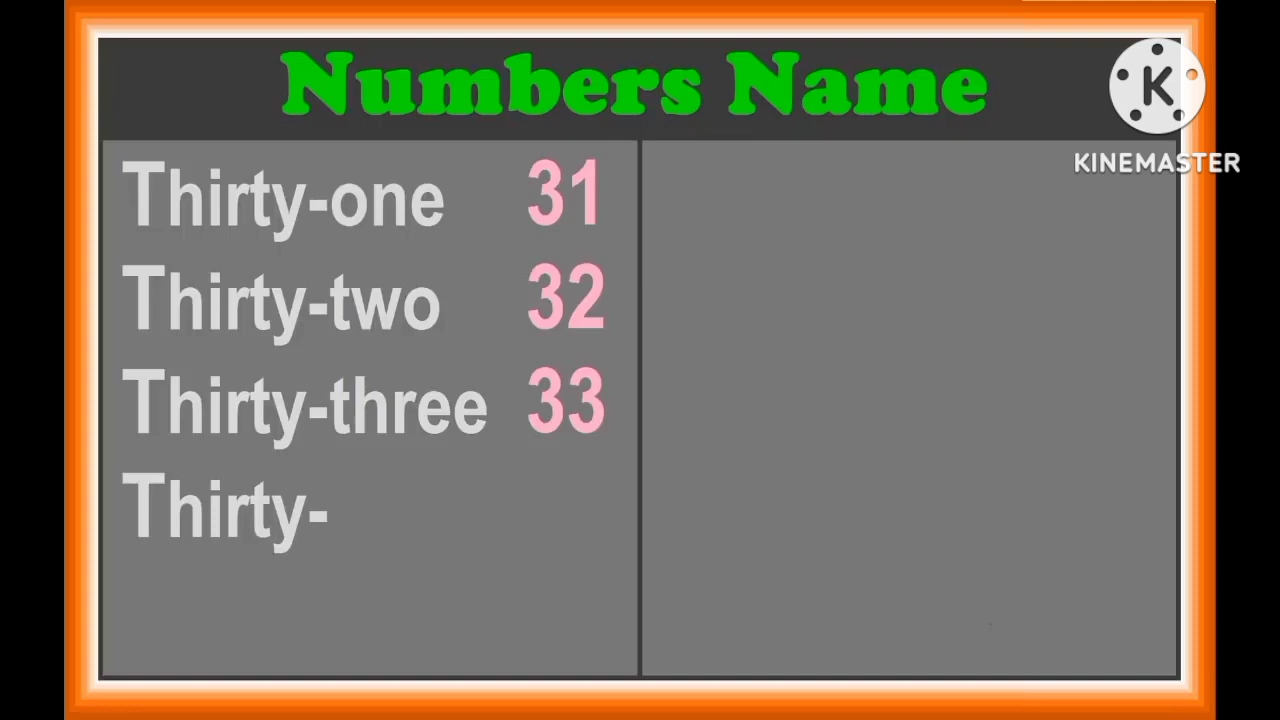 Numbers Name
K
KINEMASTER
Thirty-one 31
Thirty-two 32
Thirty-three 33
Thirty-